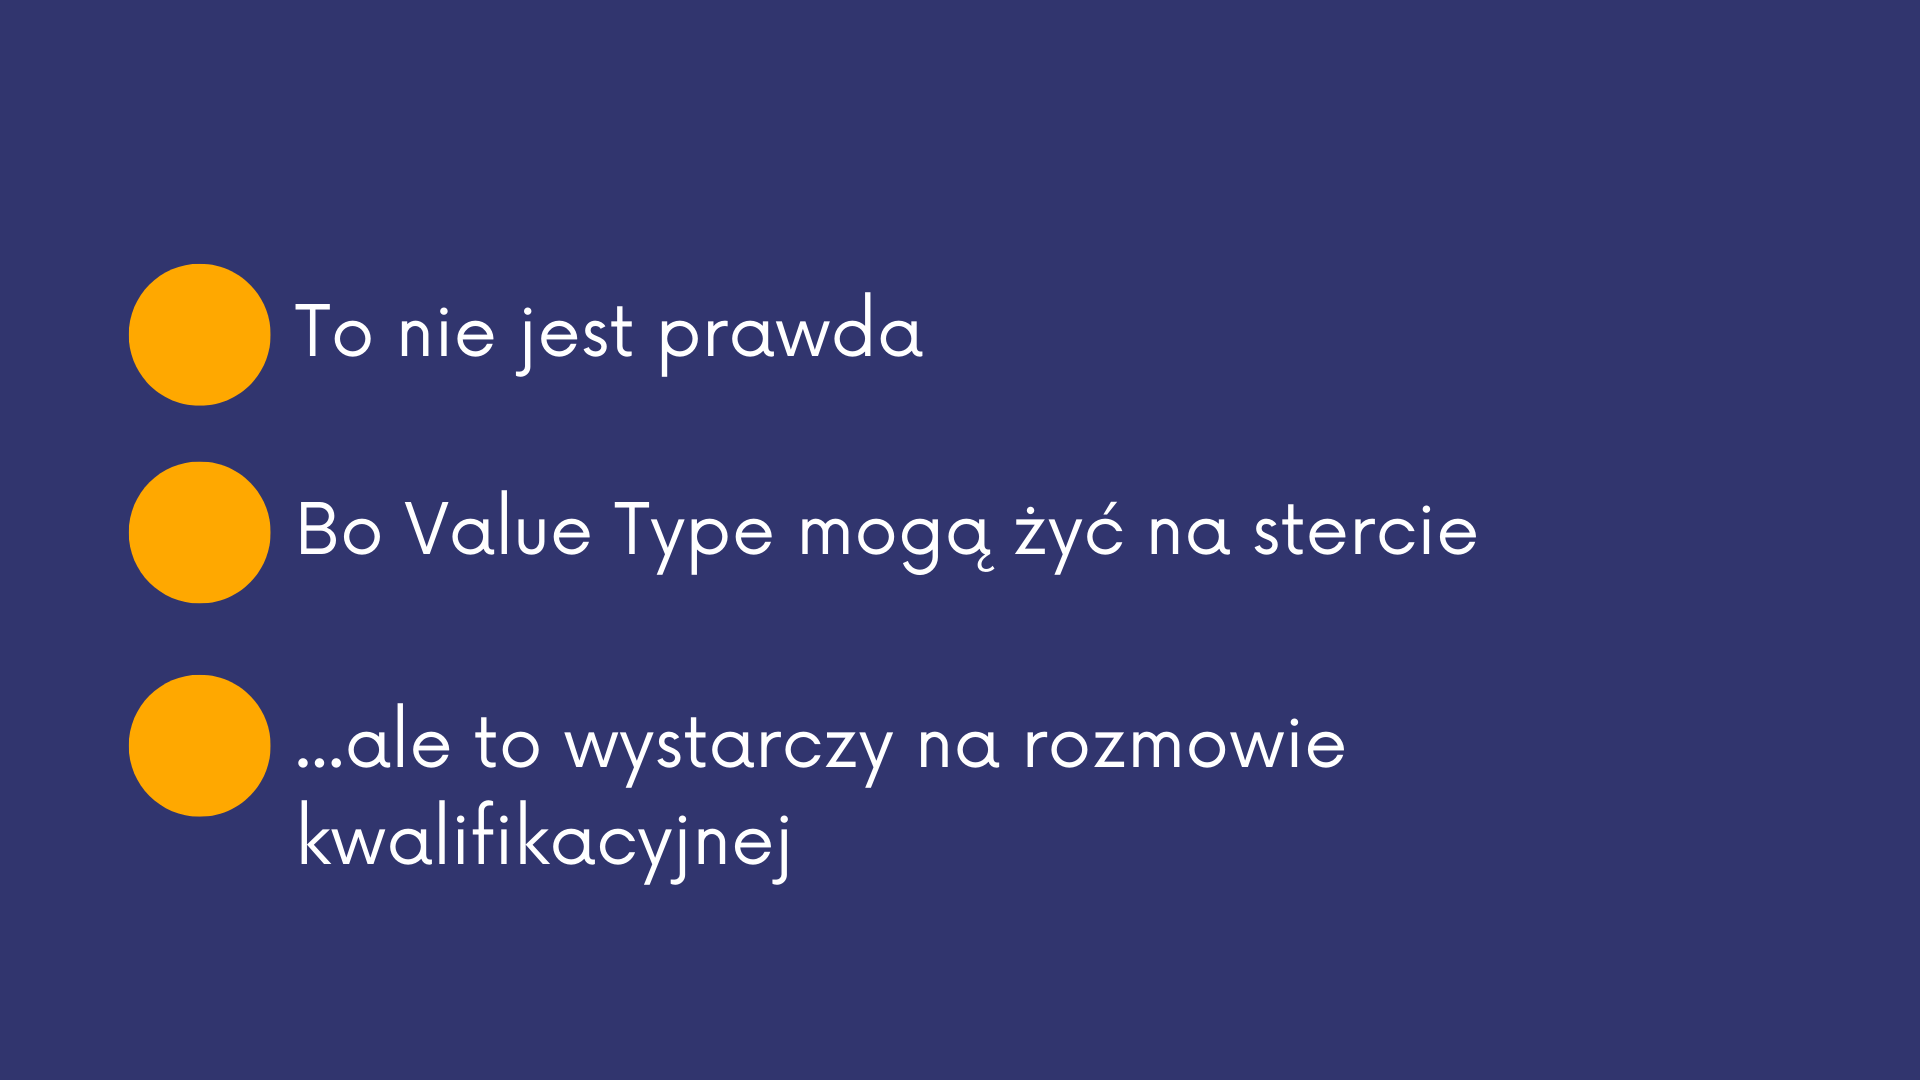 To nie jest prawda
Bo Value Type mogą żyć na stercie
...ale to wystarczy na rozmowie
kwalifikacyjnej